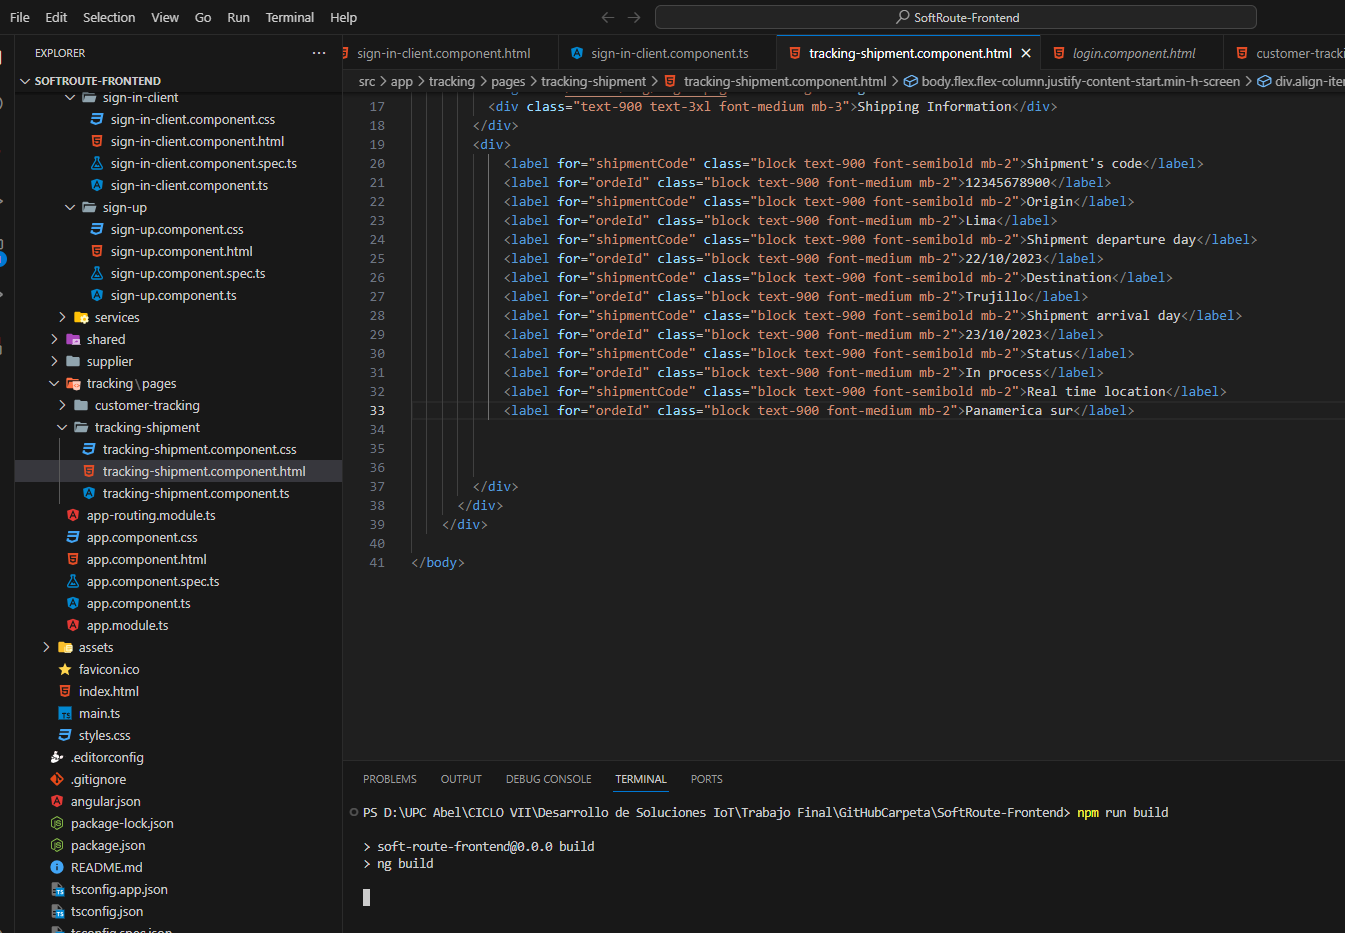 File Edit Selection View Go Run Terminal Help
SoftRoute-Frontend
EXPLORER
sign-in-client.component.html
sign-in-client.component.ts
tracking-shipment.component.html
login.component.html
src > app > tracking > pages > tracking-shipment > tracking-shipment.component.html > body.flex.flex-column.justify-content-start.min-h-screen >
SOFTROUTE-FRONTEND
sign-in-client
sign-in-client.component.css
sign-in-client.component.html
sign-in-client.component.spec.ts
sign-in-client.component.ts
sign-up
sign-up.component.css
sign-up.component.html
sign-up.component.spec.ts
sign-up.component.ts
services
shared
supplier
tracking\pages
customer-tracking
tracking-shipment
tracking-shipment.component.css
tracking-shipment.component.html
tracking-shipment.component.ts
app-routing.module.ts
app.component.css
app.component.html
app.component.spec.ts
app.component.ts
app.module.ts
assets
favicon.ico
index.html
main.ts
styles.css
.editorconfig
.gitignore
angular.json
package-lock.json
package.json
README.md
tsconfig.app.json
tsconfig.json
17 <div class="text-900 text-3xl font-medium mb-3">Shipping Information</div>
18 </div>
19 <div>
20 <label for="shipmentCode" class="block text-900 font-semibold mb-2">Shipment's code</label>
21 <label for="ordeId" class="block text-900 font-medium mb-2">12345678900</label>
22 <label for="shipmentCode" class="block text-900 font-semibold mb-2">Origin</label>
23 <label for="ordeId" class="block text-900 font-medium mb-2">Lima</label>
24 <label for="shipmentCode" class="block text-900 font-semibold mb-2">Shipment departure day</label>
25 <label for="ordeId" class="block text-900 font-medium mb-2">22/10/2023</label>
26 <label for="shipmentCode" class="block text-900 font-semibold mb-2">Destination</label>
27 <label for="ordeId" class="block text-900 font-medium mb-2">Trujillo</label>
28 <label for="shipmentCode" class="block text-900 font-semibold mb-2">Shipment arrival day</label>
29 <label for="ordeId" class="block text-900 font-medium mb-2">23/10/2023</label>
30 <label for="shipmentCode" class="block text-900 font-semibold mb-2">Status</label>
31 <label for="ordeId" class="block text-900 font-medium mb-2">In process</label>
32 <label for="shipmentCode" class="block text-900 font-semibold mb-2">Real time location</label>
33 <label for="ordeId" class="block text-900 font-medium mb-2">Panamerica sur</label>
34
35
36
37 </div>
38 </div>
39 </div>
40
41 </body>
PROBLEMS OUTPUT DEBUG CONSOLE TERMINAL PORTS
PS D:\UPC Abel\CICLO VII\Desarrollo de Soluciones IoT\Trabajo Final\GitHubCarpeta\SoftRoute-Frontend> npm run build
> soft-route-frontend@0.0.0 build
> ng build